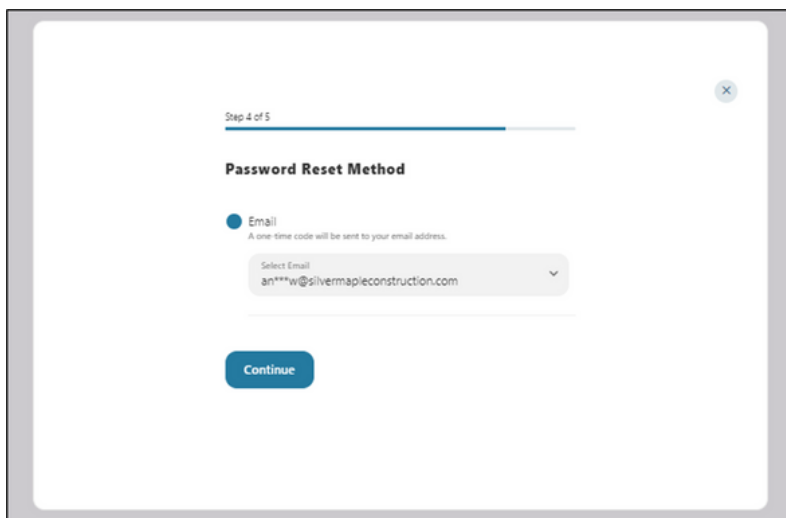 Step 4 of 5
Password Reset Method
Email
A one-time code will be sent to your email address.
Select Email
an***w@silvermapleconstruction.com
Continue